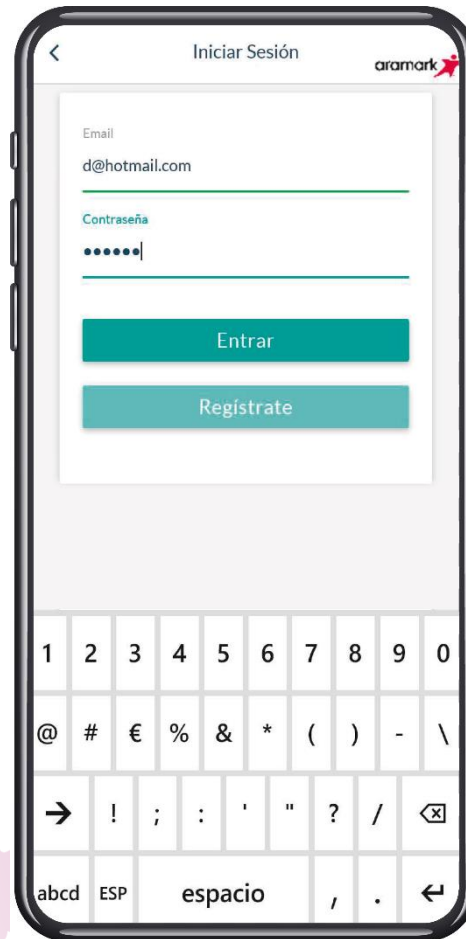 Iniciar Sesión
aramark
Email
d@hotmail.com
Contraseña
••••••
Entrar
Regístrate
1 2 3 4 5 6 7 8 9 0
@ # € % & * ( ) - \
→ ! ; : ' " ? /
abcd ESP espacio , .